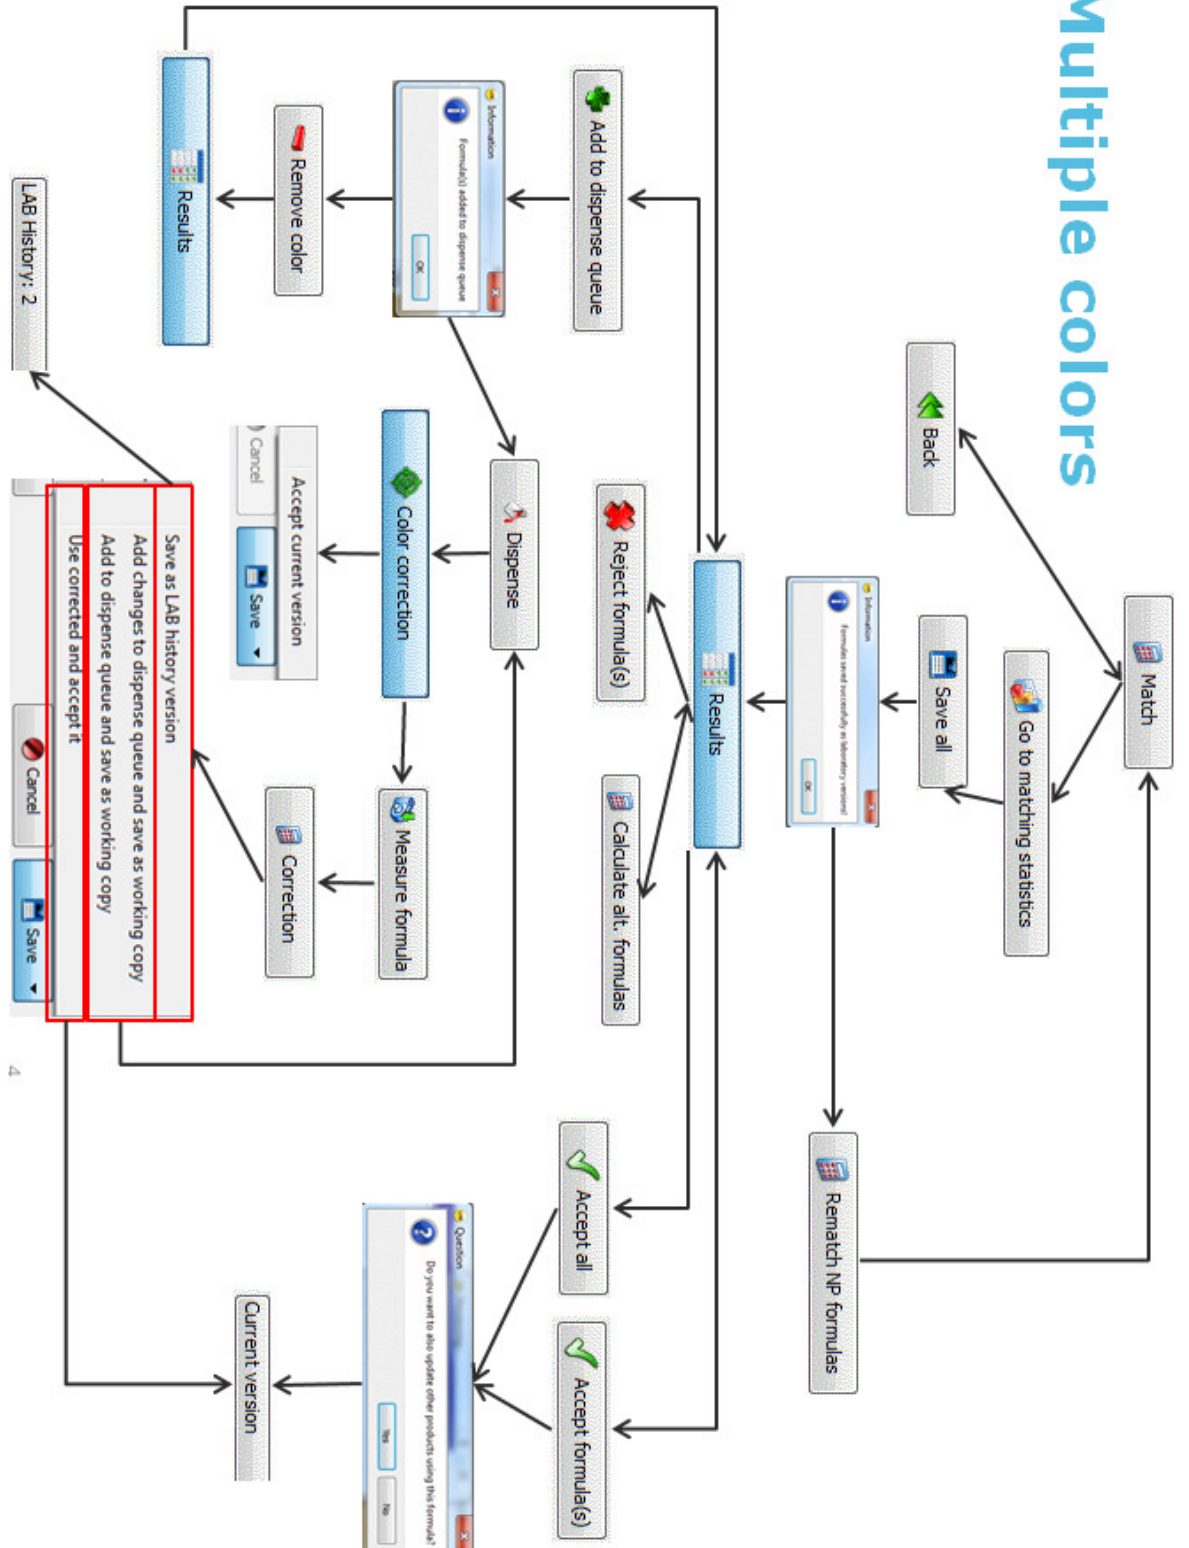 Multiple colors
Match
Back
Go to matching statistics
Save all
Information
Formulas saved successfully as laboratory versions!
OK
Rematch NP formulas
Results
Add to dispense queue
Reject formula(s)
Calculate alt. formulas
Accept all
Accept formula(s)
Information
Formula(s) added to dispense queue
OK
Dispense
Question
Do you want to also update other products using this formula?
Yes
No
Remove color
Color correction
Measure formula
Results
Accept current version
Cancel
Save
Correction
Current version
LAB History: 2
Save as LAB history version
Add changes to dispense queue and save as working copy
Add to dispense queue and save as working copy
Use corrected and accept it
Cancel
Save
4